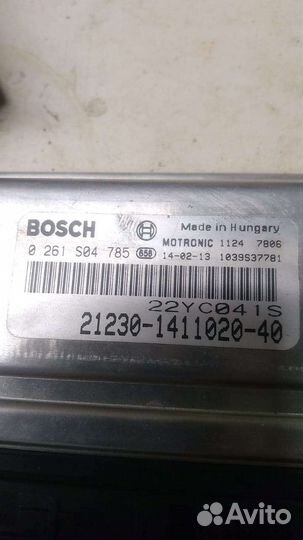 BOSCH
Made in Hungary
MOTRONIC 1124 7806
0 261 S04 785 658 14-02-13 1039S37781
22YC041S
21230-1411020-40
Avito